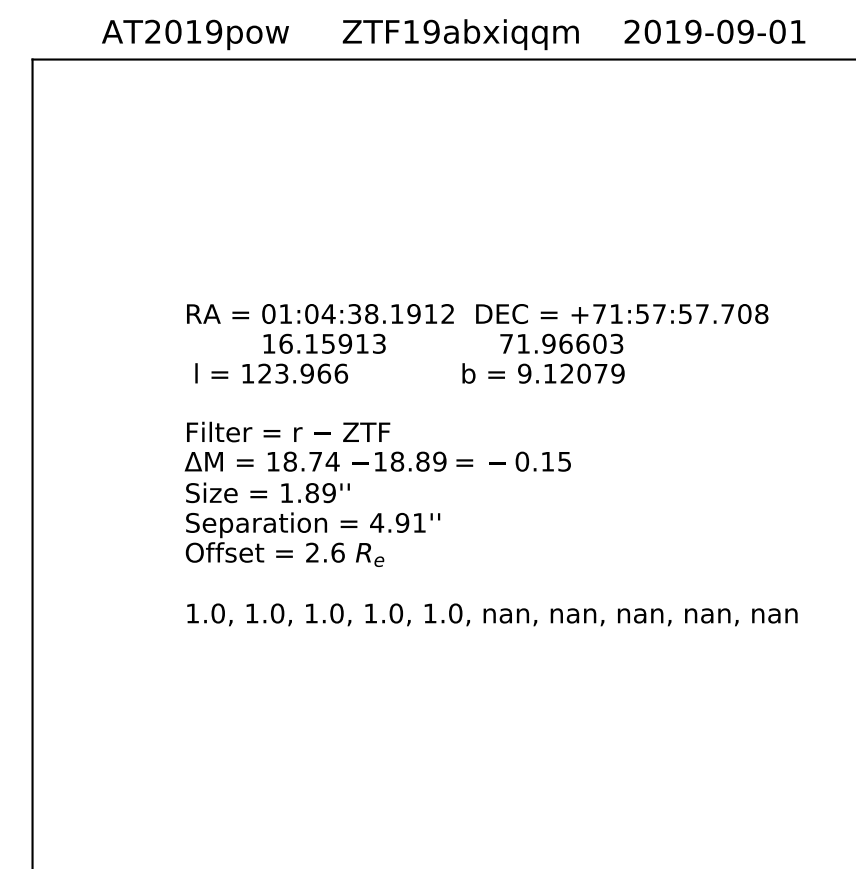 AT2019pow ZTF19abxiqqm 2019-09-01
RA = 01:04:38.1912 DEC = +71:57:57.708
16.15913 71.96603
l = 123.966 b = 9.12079
Filter = r − ZTF
ΔM = 18.74 −18.89 = − 0.15
Size = 1.89''
Separation = 4.91''
Offset = 2.6 Re
1.0, 1.0, 1.0, 1.0, 1.0, nan, nan, nan, nan, nan